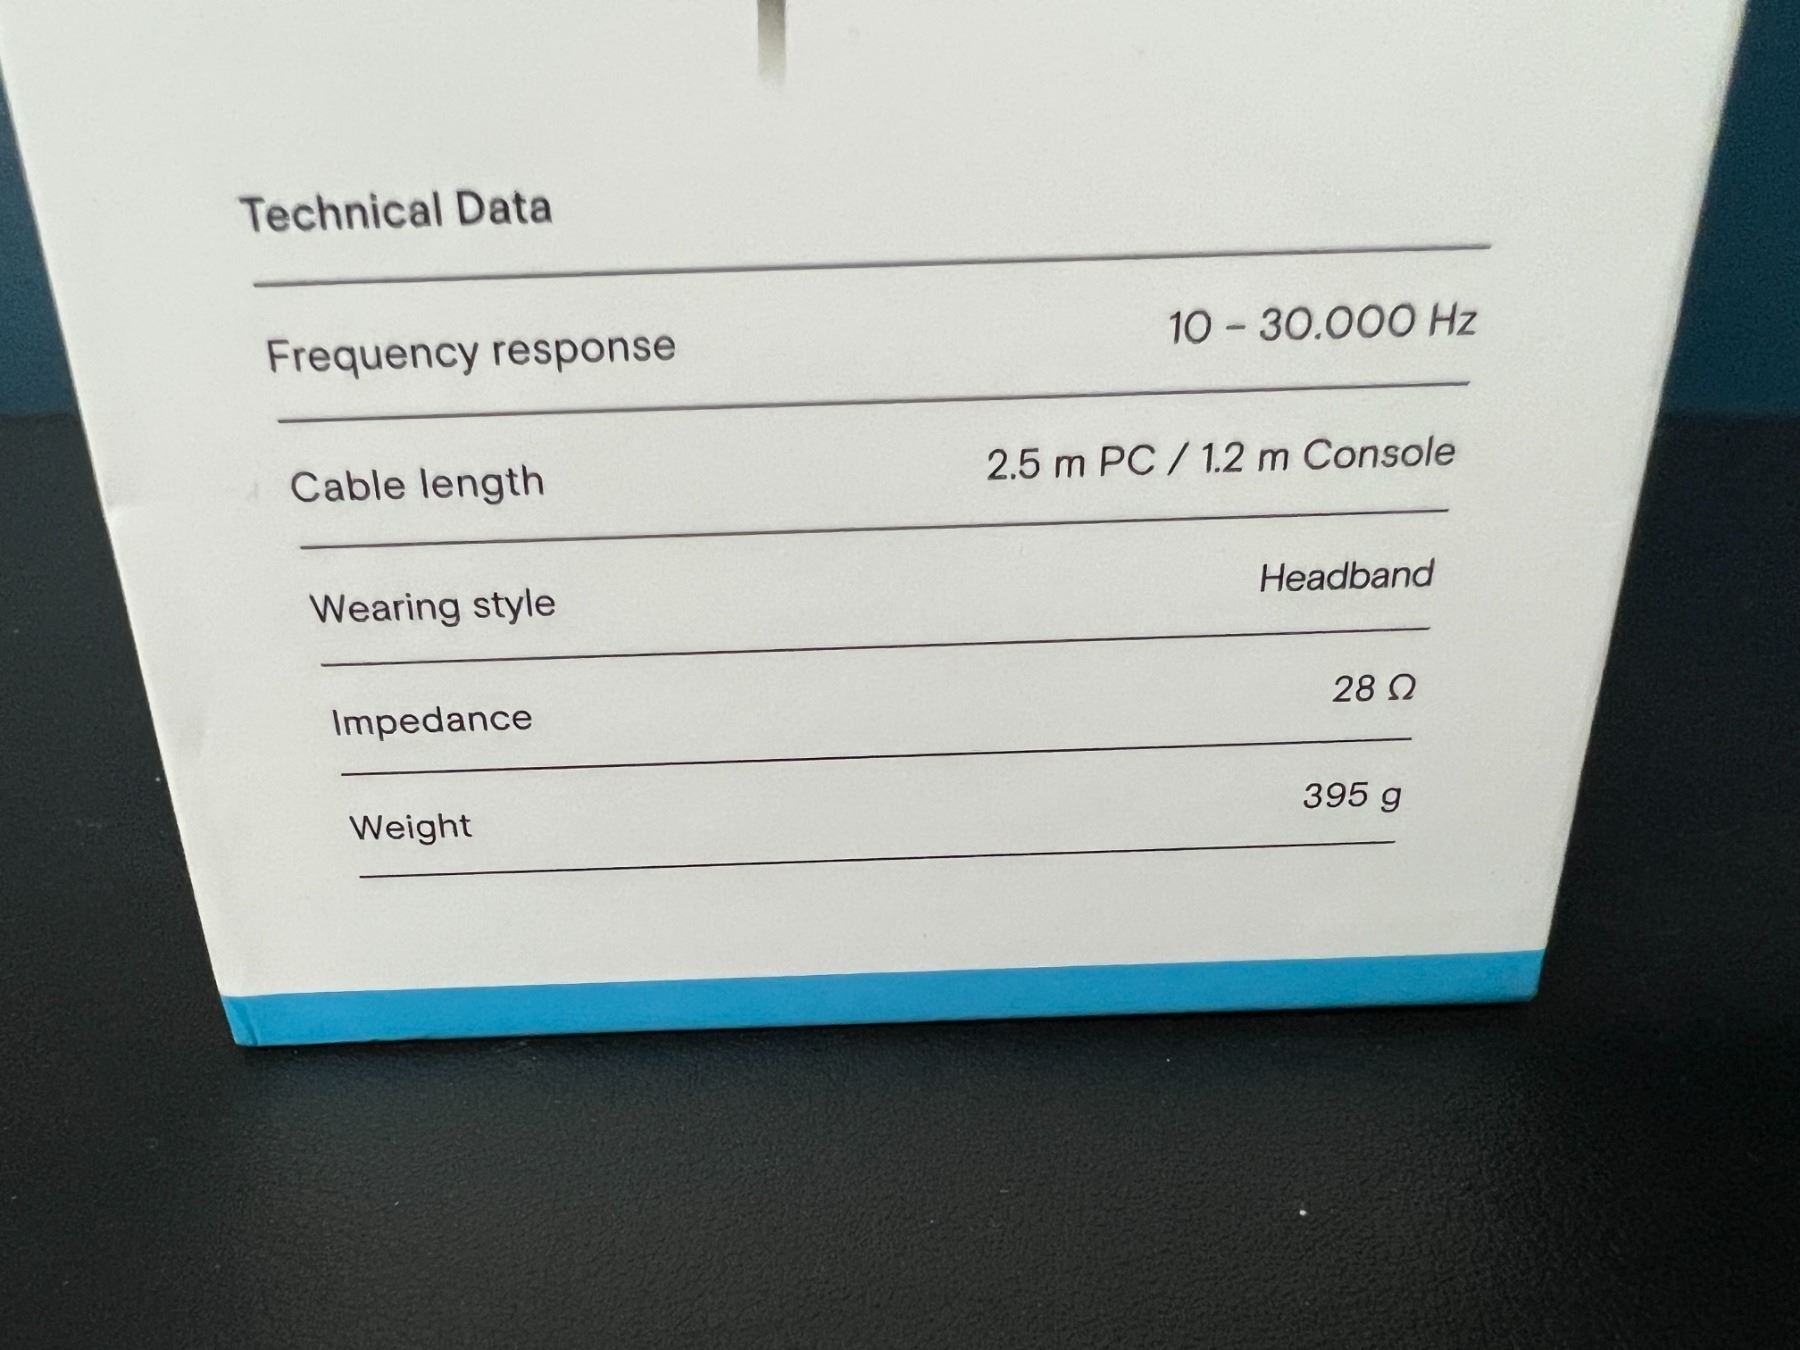 Technical Data
Frequency response 10 – 30.000 Hz
Cable length 2.5 m PC / 1.2 m Console
Wearing style Headband
Impedance 28 Ω
Weight 395 g